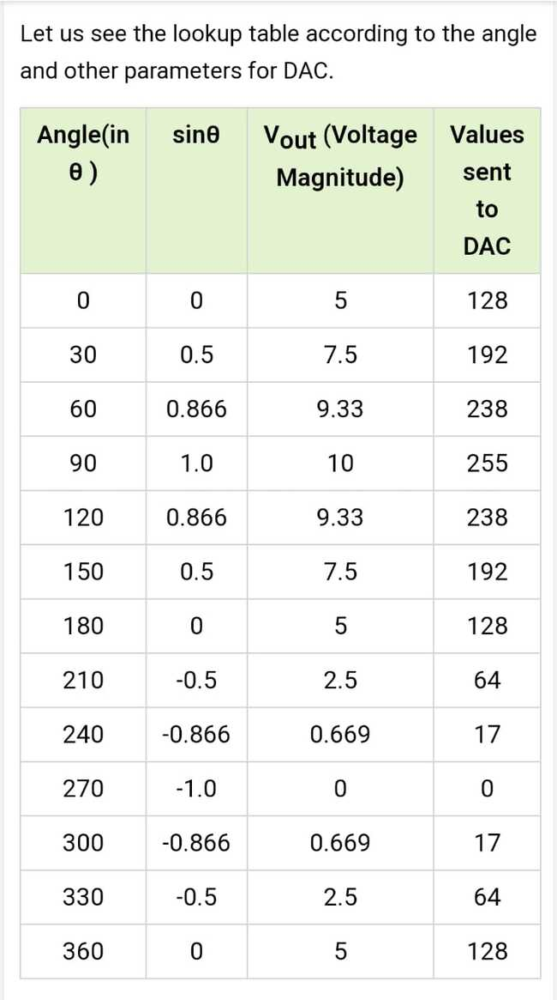 Let us see the lookup table according to the angle
and other parameters for DAC.
Angle(in θ ) sinθ Vout (Voltage Magnitude) Values sent to DAC
0 0 5 128
30 0.5 7.5 192
60 0.866 9.33 238
90 1.0 10 255
120 0.866 9.33 238
150 0.5 7.5 192
180 0 5 128
210 -0.5 2.5 64
240 -0.866 0.669 17
270 -1.0 0 0
300 -0.866 0.669 17
330 -0.5 2.5 64
360 0 5 128